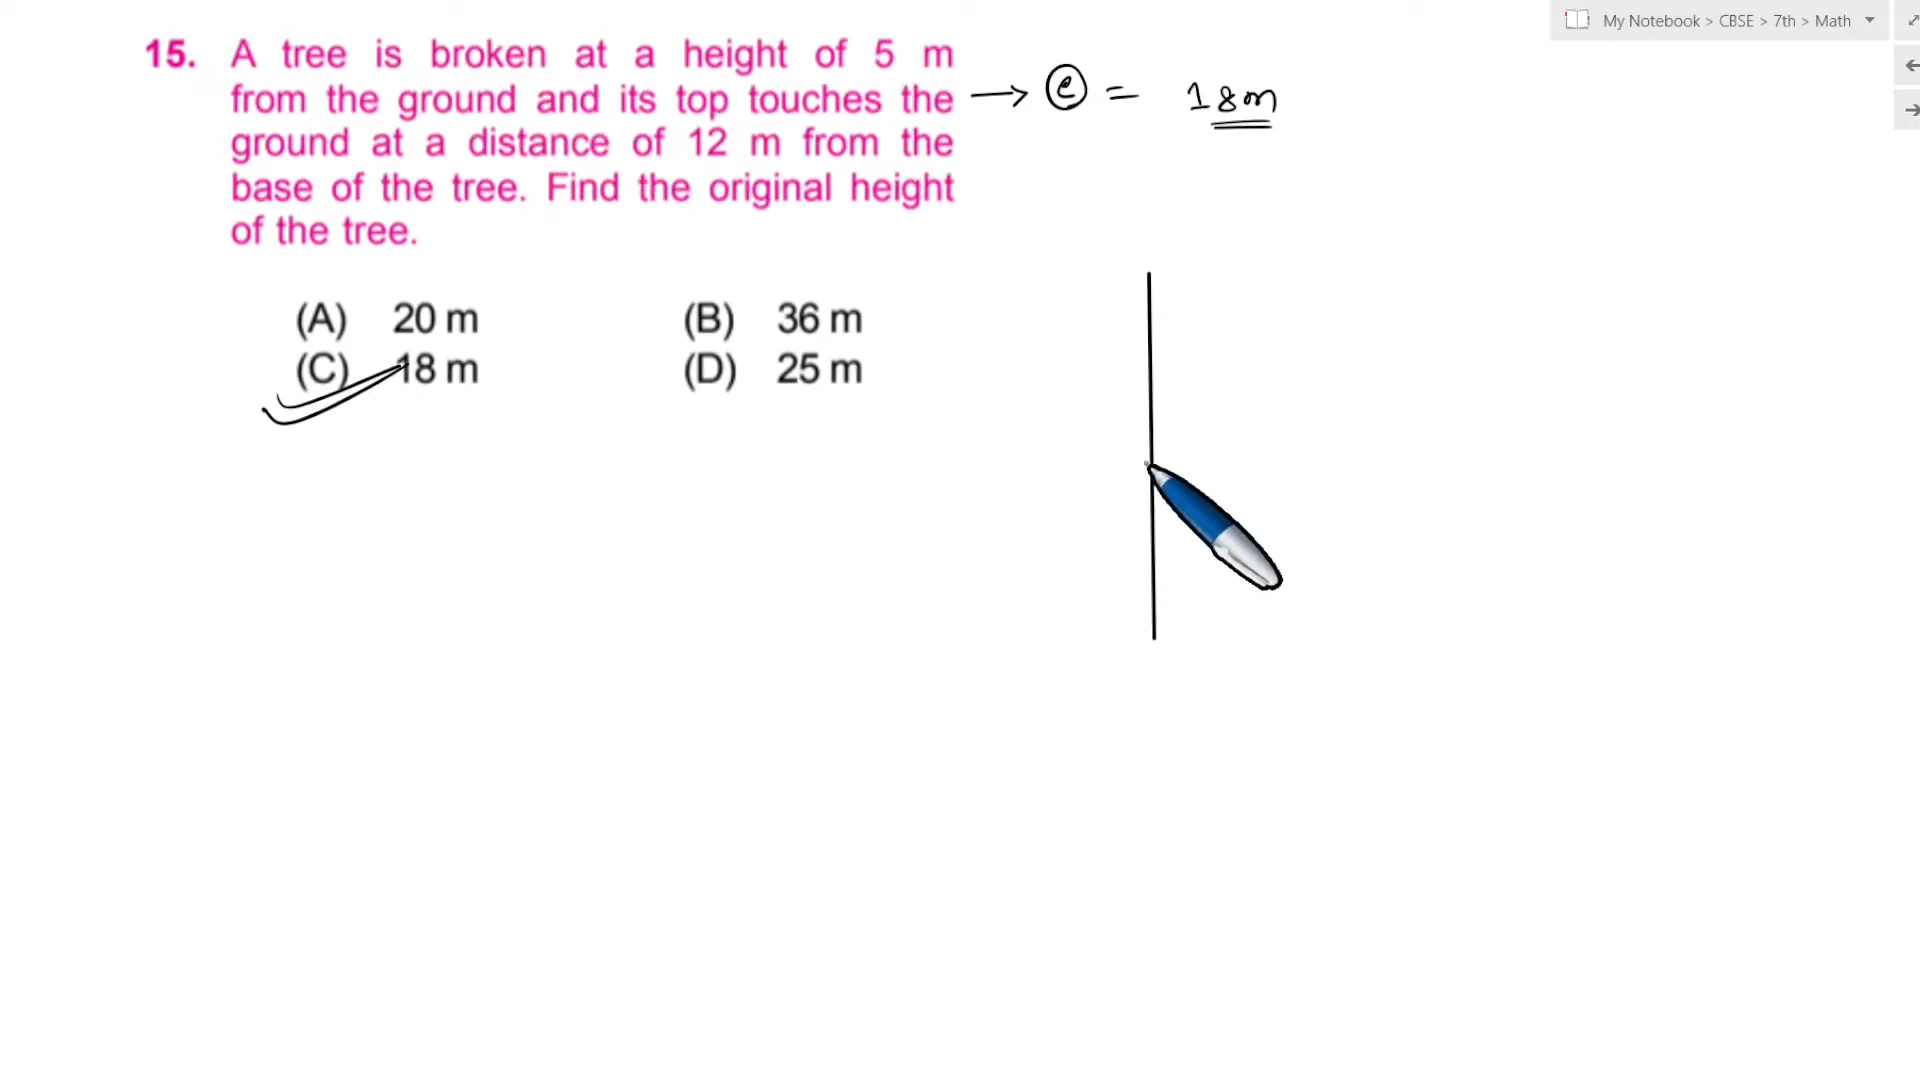 My Notebook > CBSE > 7th > Math
15. A tree is broken at a height of 5 m
from the ground and its top touches the
ground at a distance of 12 m from the
base of the tree. Find the original height
of the tree.
→ (c) = 18m
(A) 20 m (B) 36 m
(C) 18 m (D) 25 m